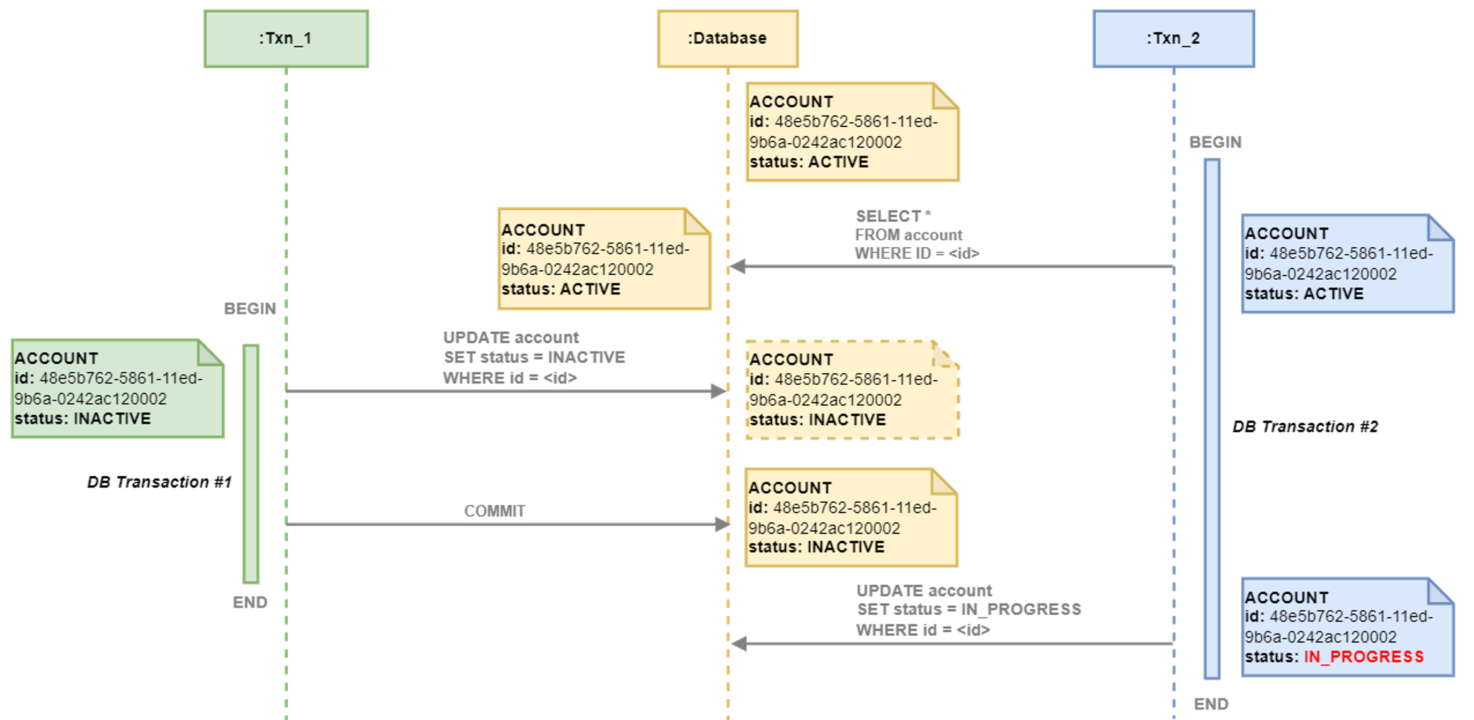 :Txn_1
:Database
:Txn_2
ACCOUNT
id: 48e5b762-5861-11ed-
9b6a-0242ac120002
status: ACTIVE
BEGIN
SELECT *
FROM account
WHERE ID = <id>
ACCOUNT
id: 48e5b762-5861-11ed-
9b6a-0242ac120002
status: ACTIVE
ACCOUNT
id: 48e5b762-5861-11ed-
9b6a-0242ac120002
status: ACTIVE
BEGIN
UPDATE account
SET status = INACTIVE
WHERE id = <id>
ACCOUNT
id: 48e5b762-5861-11ed-
9b6a-0242ac120002
status: INACTIVE
ACCOUNT
id: 48e5b762-5861-11ed-
9b6a-0242ac120002
status: INACTIVE
DB Transaction #2
DB Transaction #1
COMMIT
ACCOUNT
id: 48e5b762-5861-11ed-
9b6a-0242ac120002
status: INACTIVE
END
UPDATE account
SET status = IN_PROGRESS
WHERE id = <id>
ACCOUNT
id: 48e5b762-5861-11ed-
9b6a-0242ac120002
status: IN_PROGRESS
END